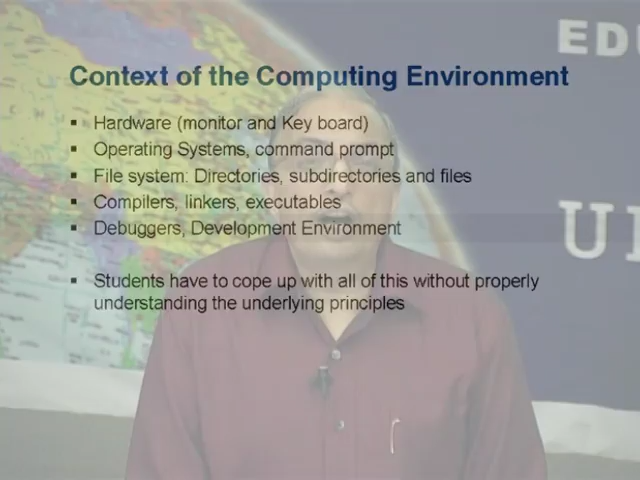 EDU
Context of the Computing Environment
Hardware (monitor and Key board)
Operating Systems, command prompt
File system: Directories, subdirectories and files
Compilers, linkers, executables
Debuggers, Development Environment
Students have to cope up with all of this without properly
understanding the underlying principles